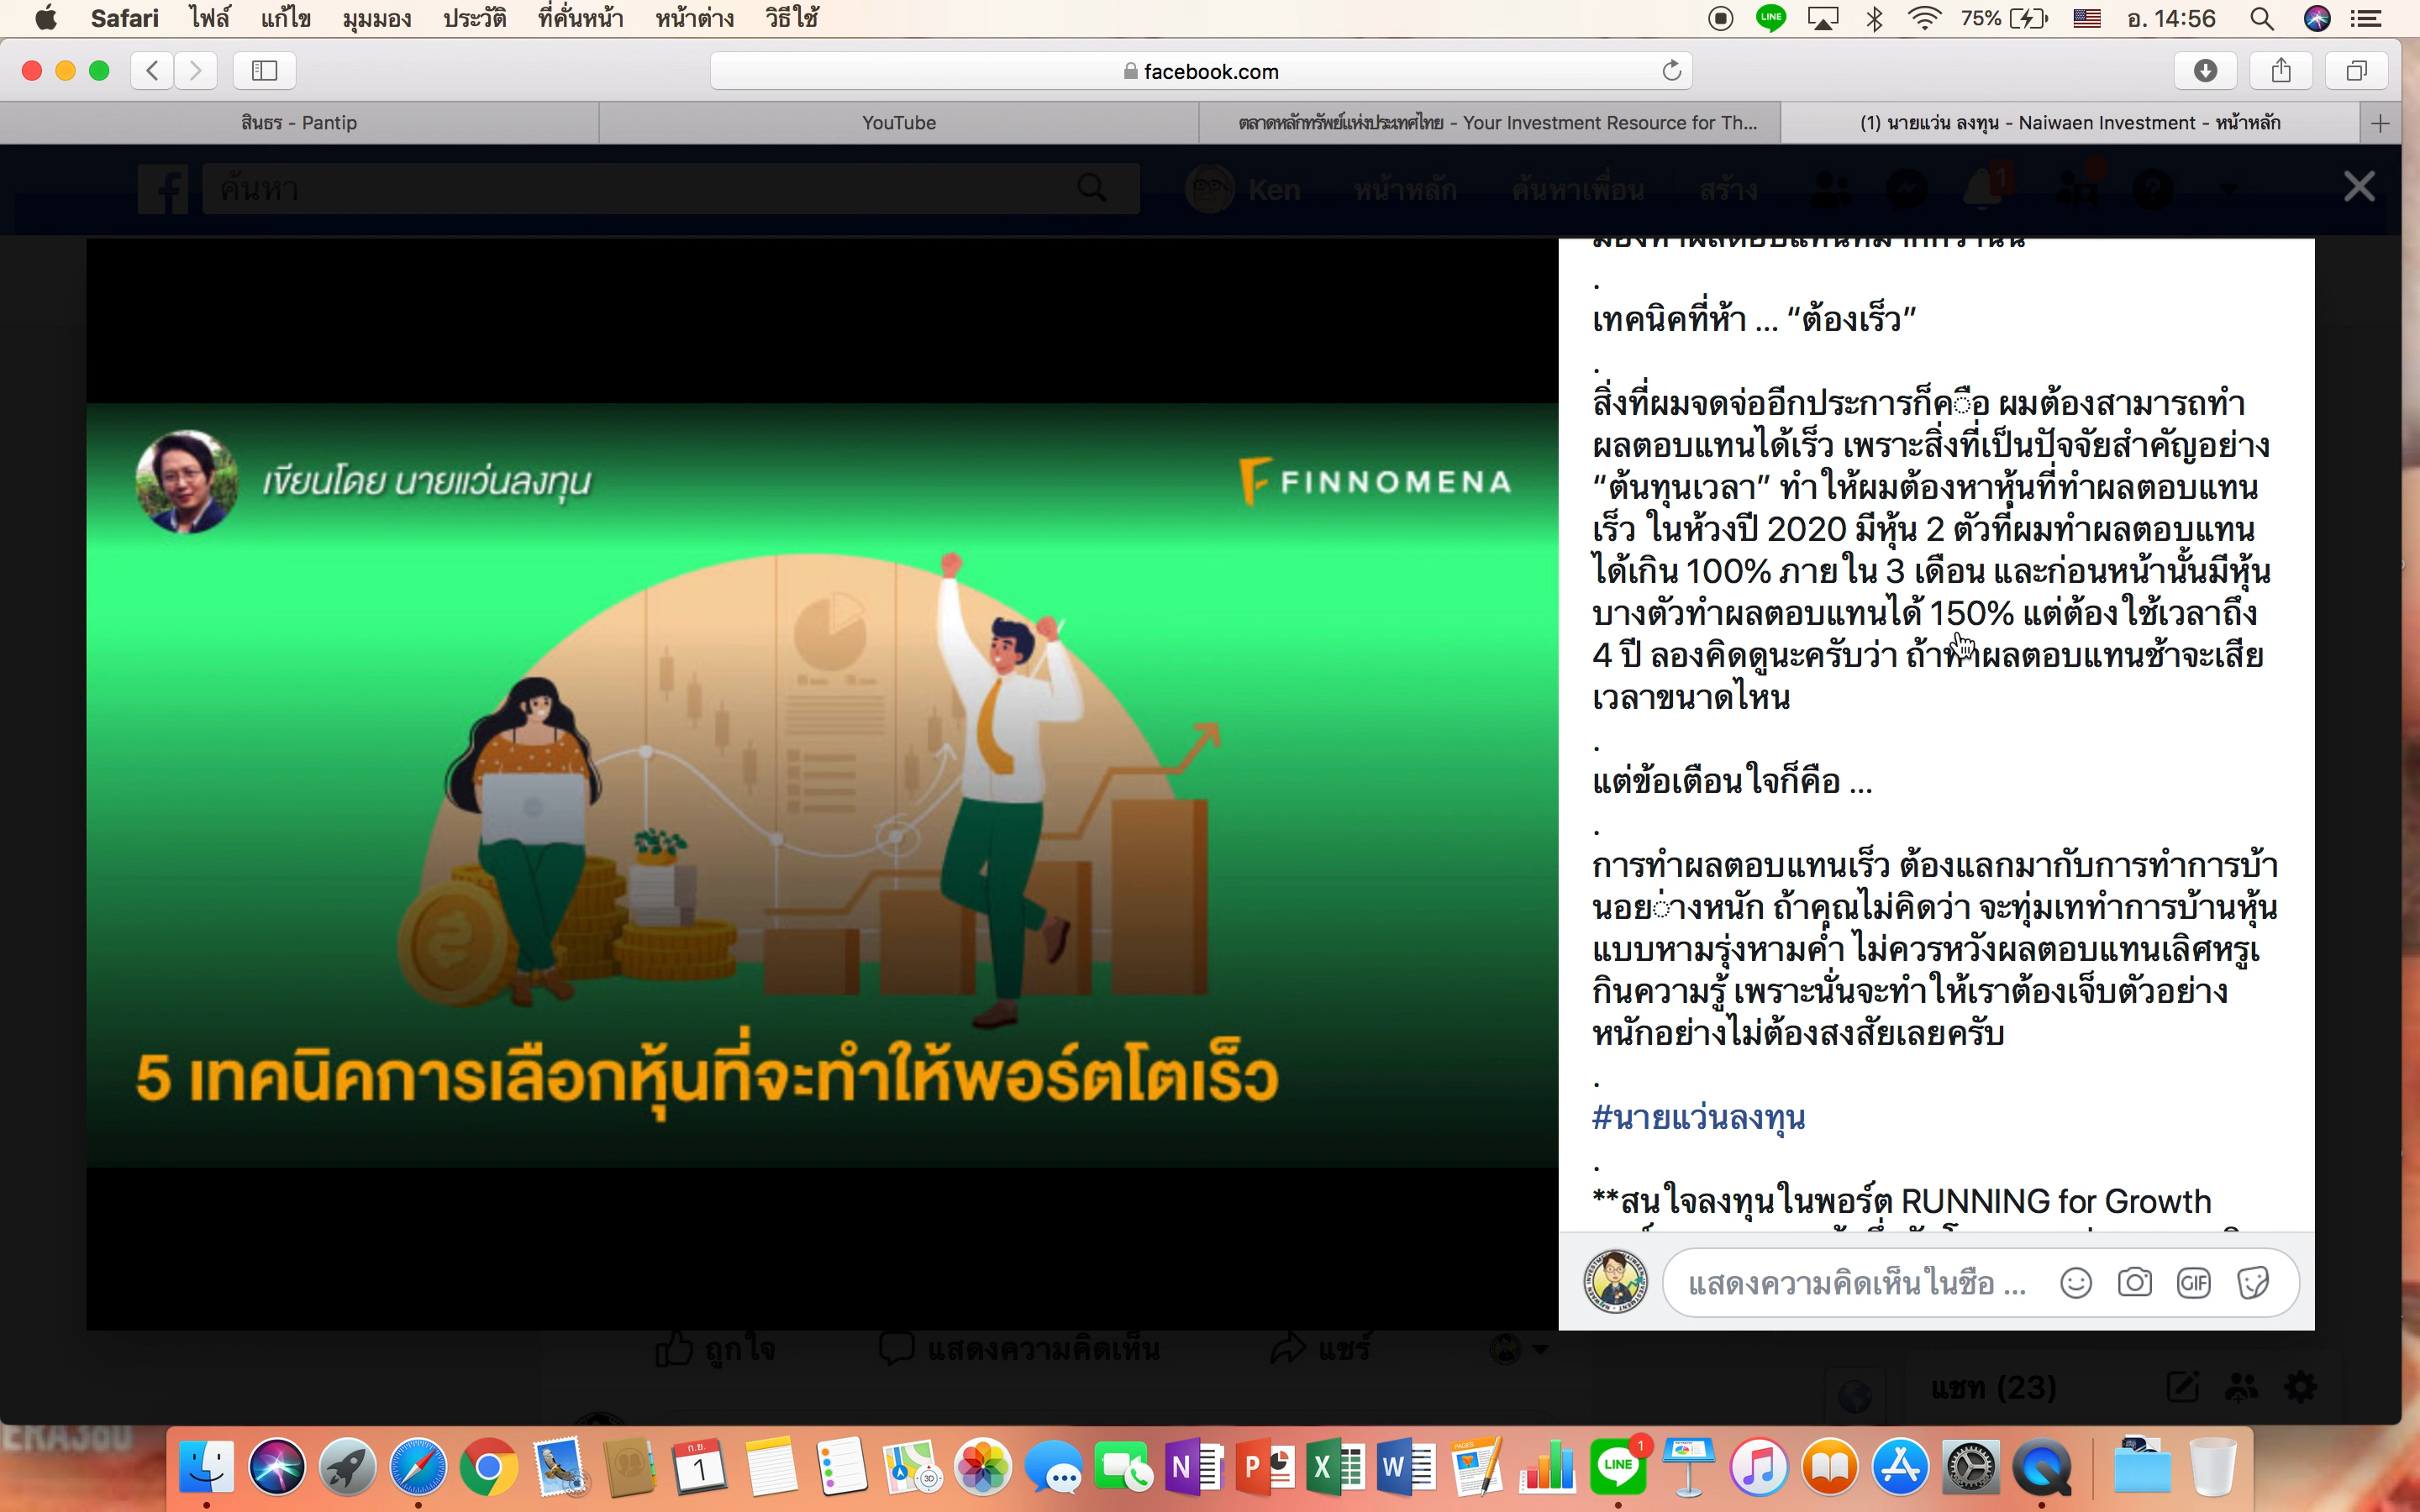 Safari ไฟล์ แก้ไข มุมมอง ประวัติ ที่คั่นหน้า หน้าต่าง วิธีใช้ LINE 75% อ. 14:56
facebook.com
สินธร - Pantip
YouTube
ตลาดหลักทรัพย์แห่งประเทศไทย - Your Investment Resource for Th...
(1) นายแว่น ลงทุน - Naiwaen Investment - หน้าหลัก
ค้นหา
Ken หน้าหลัก ค้นหาเพื่อน สร้าง 1
เขียนโดย นายแว่นลงทุน
FINNOMENA
5 เทคนิคการเลือกหุ้นที่จะทำให้พอร์ตโตเร็ว
.
เทคนิคที่ห้า ... “ต้องเร็ว”
.
สิ่งที่ผมจดจ่ออีกประการก็คือ ผมต้องสามารถทำ
ผลตอบแทนได้เร็ว เพราะสิ่งที่เป็นปัจจัยสำคัญอย่าง
“ต้นทุนเวลา” ทำให้ผมต้องหาหุ้นที่ทำผลตอบแทน
เร็ว ในห้วงปี 2020 มีหุ้น 2 ตัวที่ผมทำผลตอบแทน
ได้เกิน 100% ภายใน 3 เดือน และก่อนหน้านั้นมีหุ้น
บางตัวทำผลตอบแทนได้ 150% แต่ต้องใช้เวลาถึง
4 ปี ลองคิดดูนะครับว่า ถ้าทำผลตอบแทนช้าจะเสีย
เวลาขนาดไหน
.
แต่ข้อเตือนใจก็คือ ...
.
การทำผลตอบแทนเร็ว ต้องแลกมากับการทำการบ้า
นอย่างหนัก ถ้าคุณไม่คิดว่า จะทุ่มเททำการบ้านหุ้น
แบบหามรุ่งหามค่ำ ไม่ควรหวังผลตอบแทนเลิศหรูเ
กินความรู้ เพราะนั่นจะทำให้เราต้องเจ็บตัวอย่าง
หนักอย่างไม่ต้องสงสัยเลยครับ
.
#นายแว่นลงทุน
.
**สนใจลงทุนในพอร์ต RUNNING for Growth
แสดงความคิดเห็นในชื่อ ...
GIF
ถูกใจ แสดงความคิดเห็น แชร์
แชท (23)
ก.ย.
1
3D
N
P
X
W
PAGES
LINE
1